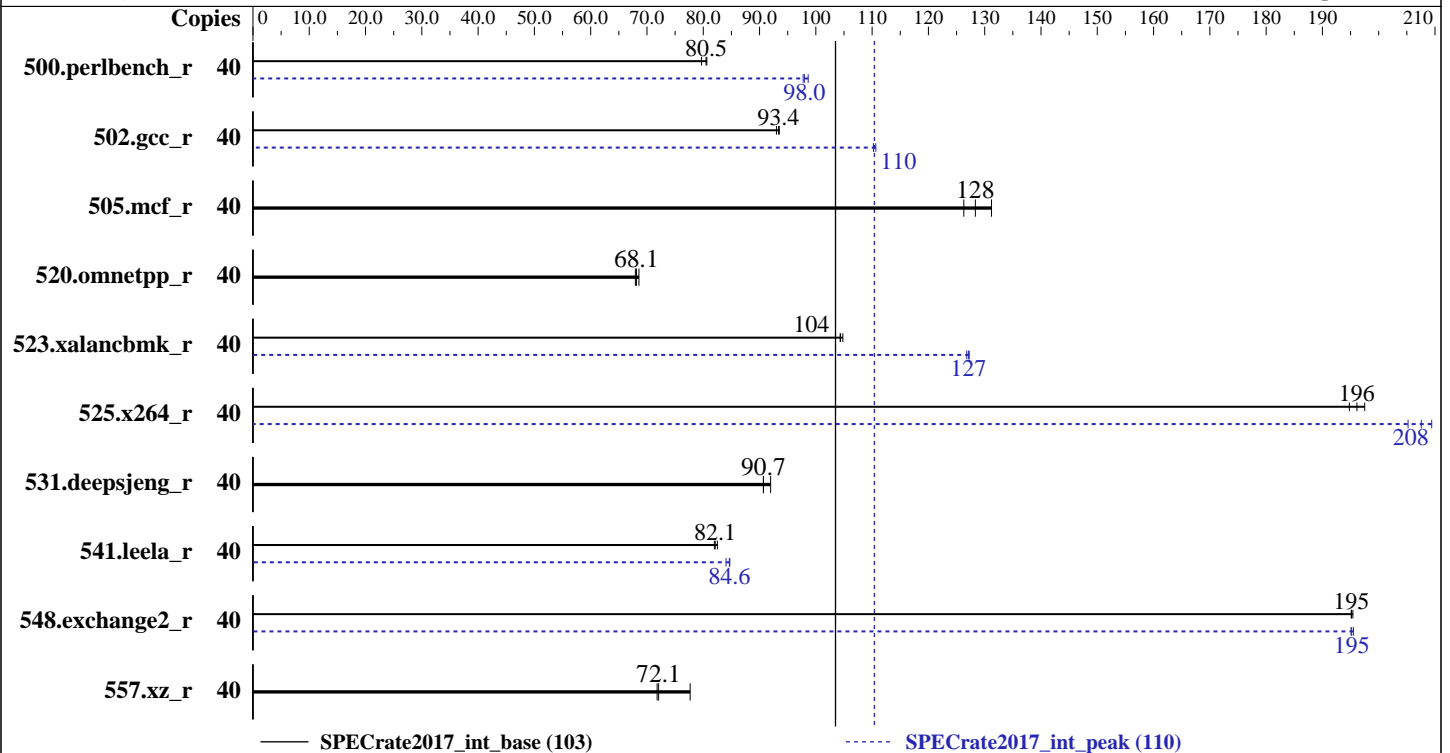 Copies 0 10.0 20.0 30.0 40.0 50.0 60.0 70.0 80.0 90.0 100 110 120 130 140 150 160 170 180 190 210
80.5
500.perlbench_r 40
98.0
93.4
502.gcc_r 40
110
128
505.mcf_r 40
68.1
520.omnetpp_r 40
104
523.xalancbmk_r 40
127
196
525.x264_r 40
208
90.7
531.deepsjeng_r 40
82.1
541.leela_r 40
84.6
195
548.exchange2_r 40
195
72.1
557.xz_r 40
SPECrate2017_int_base (103) SPECrate2017_int_peak (110)